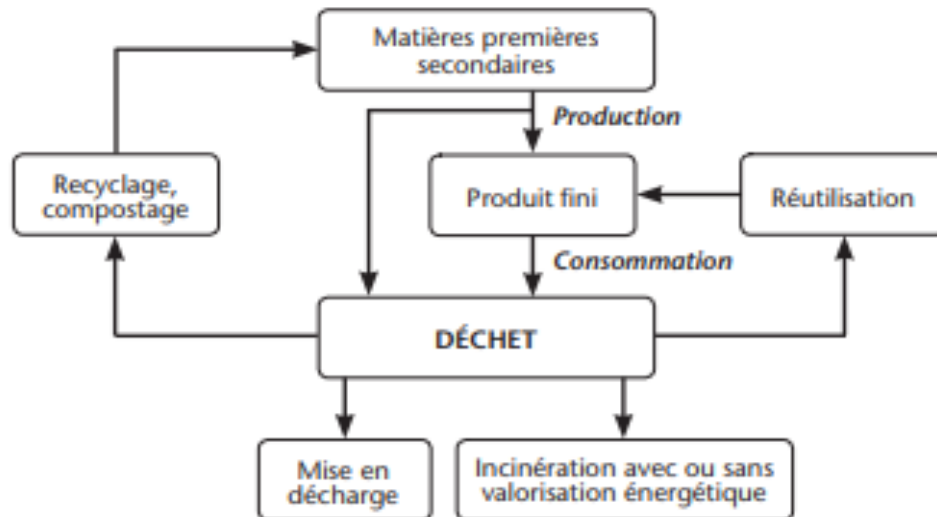 Matières premières
secondaires
Production
Recyclage,
compostage
Produit fini
Réutilisation
Consommation
DÉCHET
Mise en
décharge
Incinération avec ou sans
valorisation énergétique